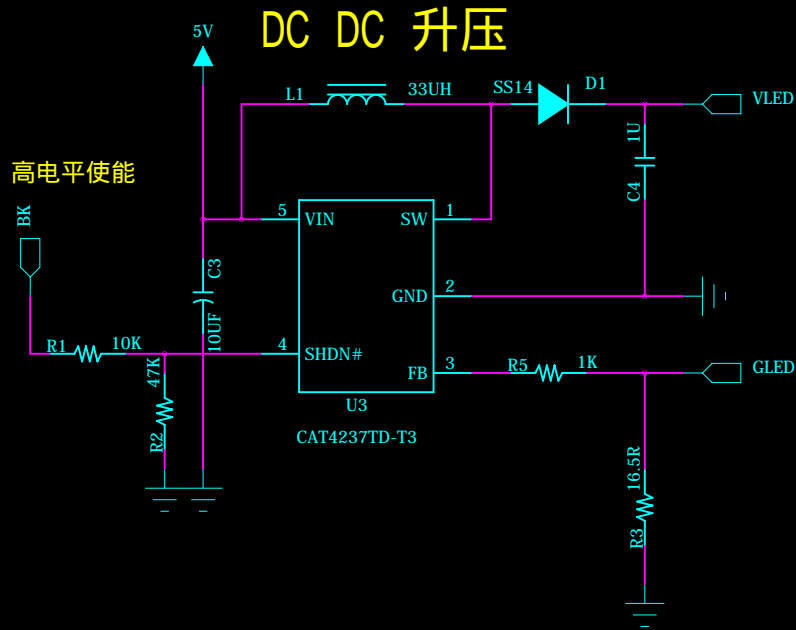 DC DC 升压
5V
L1
33UH
SS14
D1
VLED
1U
C4
高电平使能
BK
5
VIN
SW
1
C3
10UF
GND
2
R1
10K
4
SHDN#
47K
R2
FB
3
R5
1K
GLED
U3
CAT4237TD-T3
16.5R
R3